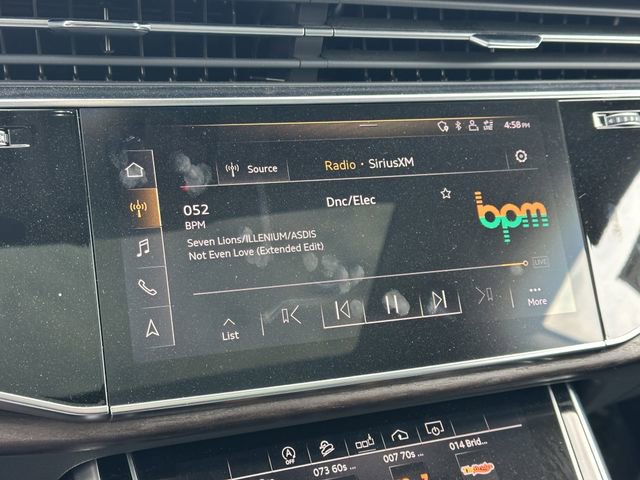 4:58 PM
Source
Radio · SiriusXM
052
Dnc/Elec
BPM
bpm
Seven Lions/ILLENIUM/ASDIS
Not Even Love (Extended Edit)
LIVE
List
More
OFF
073 60s ...
007 70s ...
014 Brid...